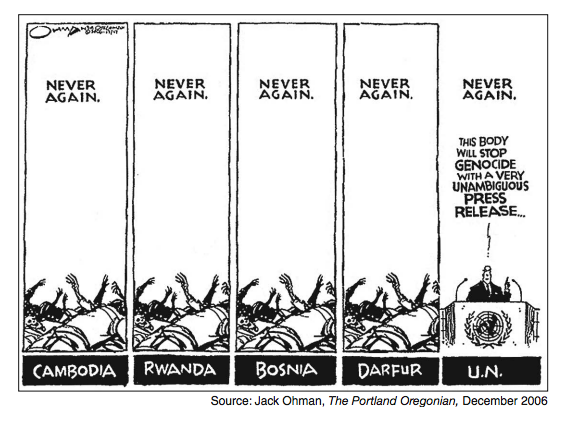 OHMAN
NEVER
AGAIN.
NEVER
AGAIN.
NEVER
AGAIN.
NEVER
AGAIN.
NEVER
AGAIN.
THIS BODY
WILL STOP
GENOCIDE
WITH A VERY
UNAMBIGUOUS
PRESS
RELEASE...
CAMBODIA
RWANDA
BOSNIA
DARFUR
U.N.
Source: Jack Ohman, The Portland Oregonian, December 2006